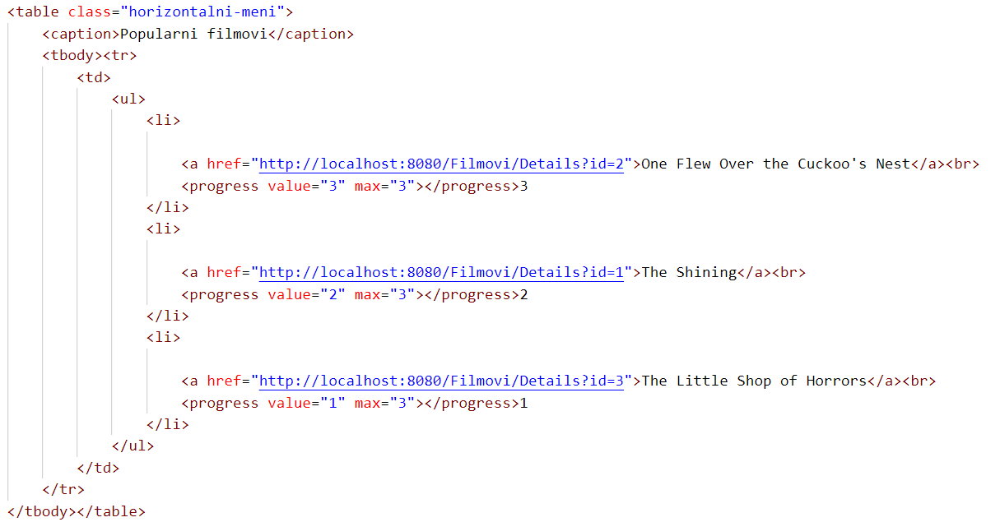 <table class="horizontalni-meni">
    <caption>Popularni filmovi</caption>
    <tbody><tr>
        <td>
            <ul>
                <li>
                    <a href="http://localhost:8080/Filmovi/Details?id=2">One Flew Over the Cuckoo's Nest</a><br>
                    <progress value="3" max="3"></progress>3
                </li>
                <li>
                    <a href="http://localhost:8080/Filmovi/Details?id=1">The Shining</a><br>
                    <progress value="2" max="3"></progress>2
                </li>
                <li>
                    <a href="http://localhost:8080/Filmovi/Details?id=3">The Little Shop of Horrors</a><br>
                    <progress value="1" max="3"></progress>1
                </li>
            </ul>
        </td>
    </tr>
</tbody></table>